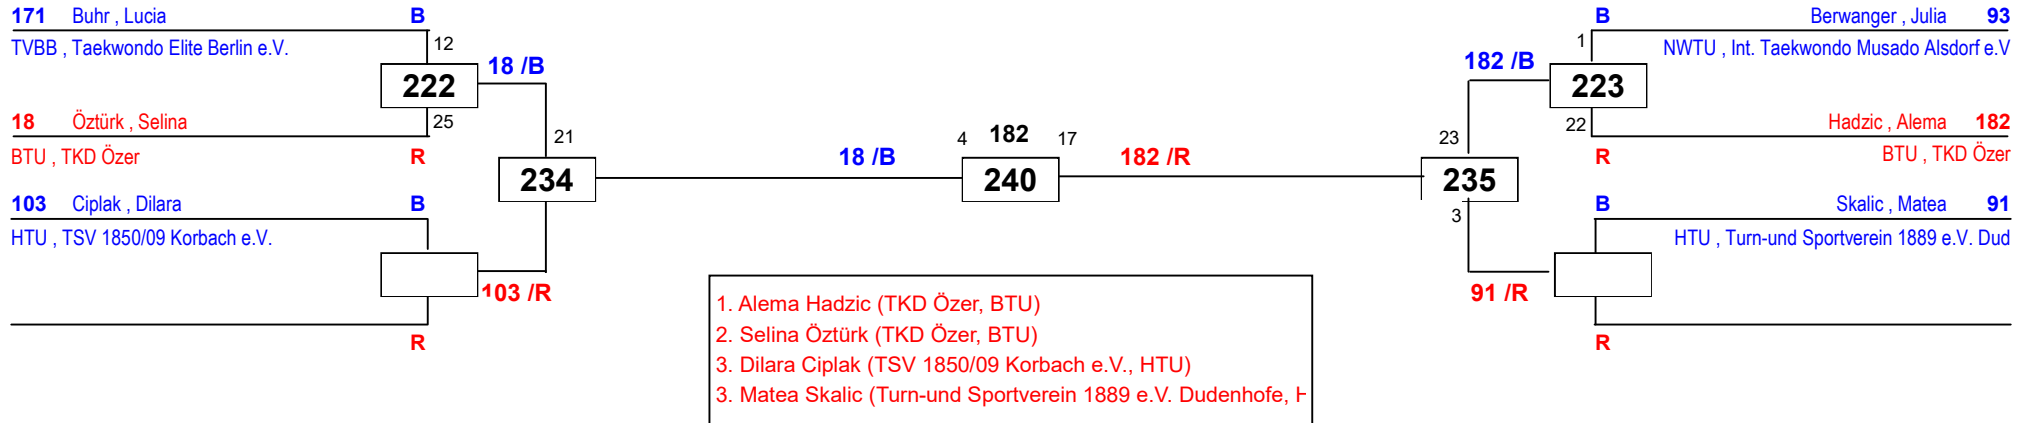 171 Buhr , Lucia B
TVBB , Taekwondo Elite Berlin e.V.
12
222
18 /B
18 Öztürk , Selina
25
BTU , TKD Özer R
21
234
103 Ciplak , Dilara B
HTU , TSV 1850/09 Korbach e.V.
103 /R
R
18 /B
4 182 17
240
182 /R
B Berwanger , Julia 93
1
NWTU , Int. Taekwondo Musado Alsdorf e.V
182 /B
223
Hadzic , Alema 182
22
R BTU , TKD Özer
23
235
3
B Skalic , Matea 91
HTU , Turn-und Sportverein 1889 e.V. Dud
91 /R
R
1. Alema Hadzic (TKD Özer, BTU)
2. Selina Öztürk (TKD Özer, BTU)
3. Dilara Ciplak (TSV 1850/09 Korbach e.V., HTU)
3. Matea Skalic (Turn-und Sportverein 1889 e.V. Dudenhofe, H